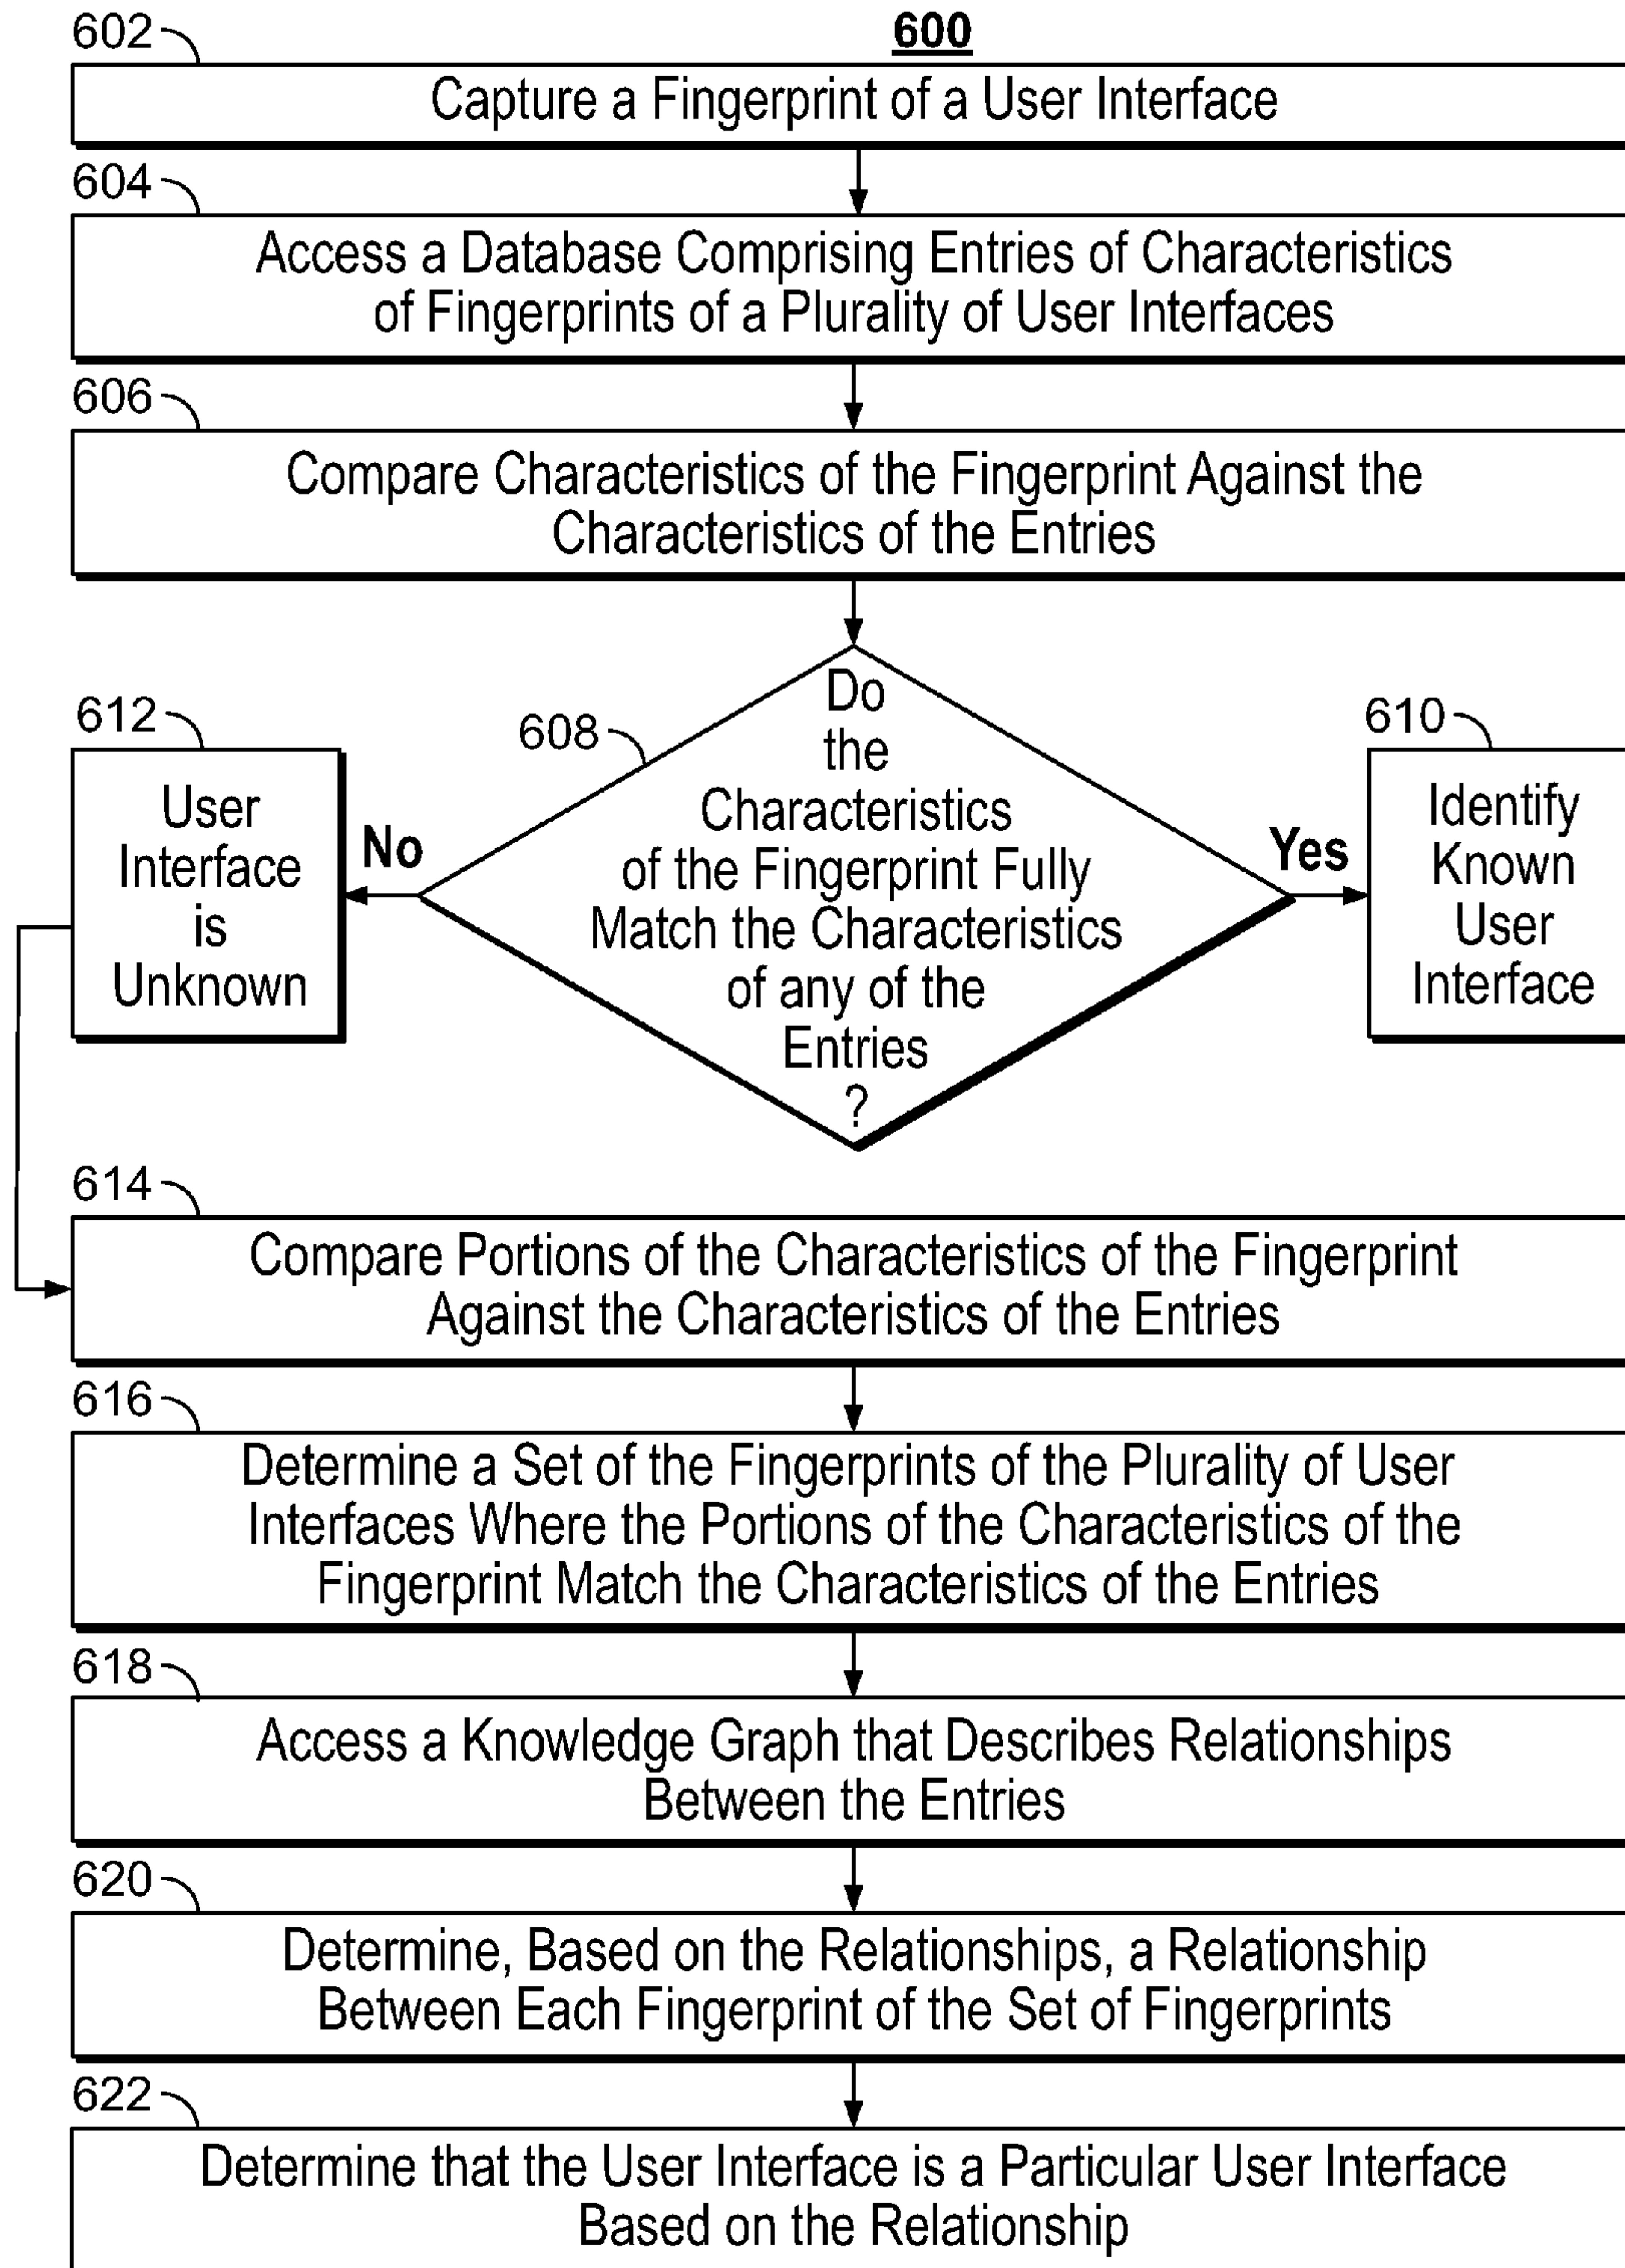 600
602
Capture a Fingerprint of a User Interface
604
Access a Database Comprising Entries of Characteristics
of Fingerprints of a Plurality of User Interfaces
606
Compare Characteristics of the Fingerprint Against the
Characteristics of the Entries
608
Do
the
Characteristics
of the Fingerprint Fully
Match the Characteristics
of any of the
Entries
?
No
612
User
Interface
is
Unknown
Yes
610
Identify
Known
User
Interface
614
Compare Portions of the Characteristics of the Fingerprint
Against the Characteristics of the Entries
616
Determine a Set of the Fingerprints of the Plurality of User
Interfaces Where the Portions of the Characteristics of the
Fingerprint Match the Characteristics of the Entries
618
Access a Knowledge Graph that Describes Relationships
Between the Entries
620
Determine, Based on the Relationships, a Relationship
Between Each Fingerprint of the Set of Fingerprints
622
Determine that the User Interface is a Particular User Interface
Based on the Relationship